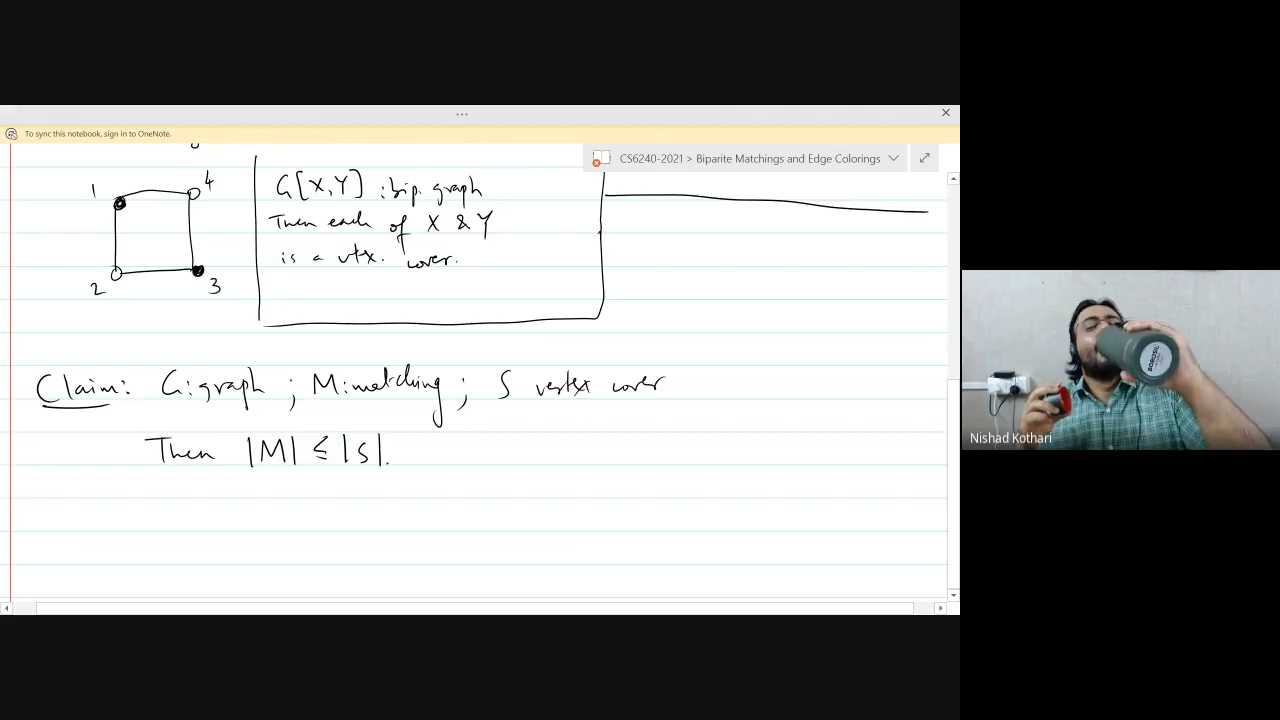 ...
To sync this notebook, sign in to OneNote.
CS6240-2021 > Biparite Matchings and Edge Colorings
1
4
2
3
G[X,Y] : bip. graph
Then each of X & Y
is a vtx. cover.
Claim: G: graph ; M: matching ; S vertex cover
Then |M| ≤ |S|.
BOROSIL
Nishad Kothari